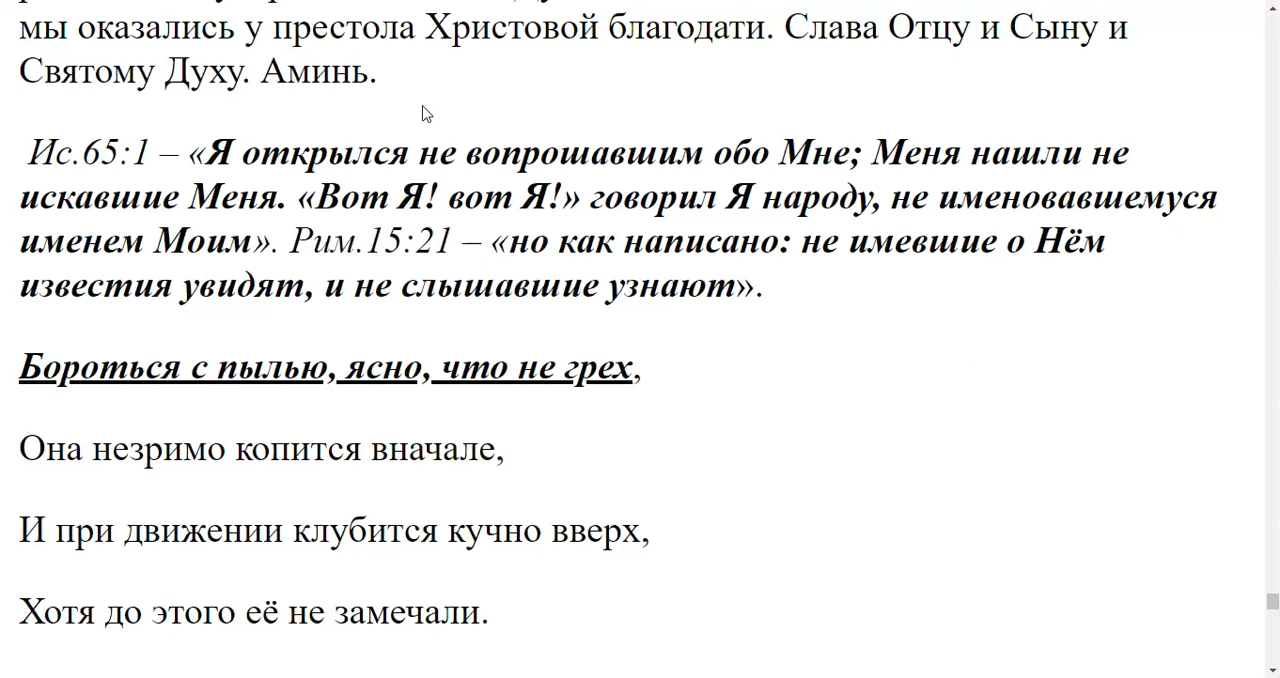 мы оказались у престола Христовой благодати. Слава Отцу и Сыну и
Святому Духу. Аминь.
Ис.65:1 – «Я открылся не вопрошавшим обо Мне; Меня нашли не
искавшие Меня. «Вот Я! вот Я!» говорил Я народу, не именовавшемуся
именем Моим». Рим.15:21 – «но как написано: не имевшие о Нём
известия увидят, и не слышавшие узнают».
Бороться с пылью, ясно, что не грех,
Она незримо копится вначале,
И при движении клубится кучно вверх,
Хотя до этого её не замечали.